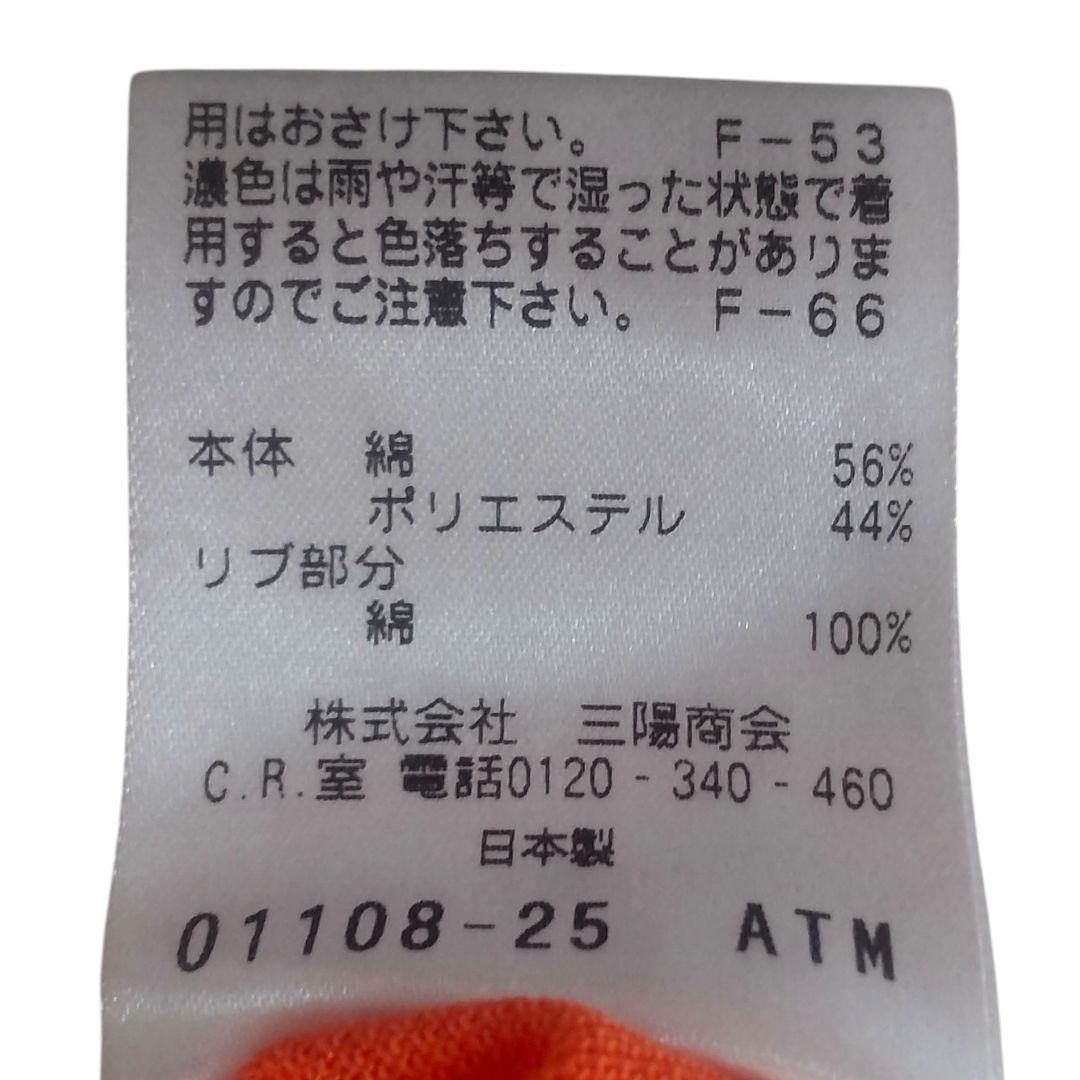 用はおさけ下さい。　F－53
濃色は雨や汗等で湿った状態で着
用すると色落ちすることがありま
すのでご注意下さい。　F－66
本体　綿　56%
ポリエステル　44%
リブ部分
綿　100%
株式会社　三陽商会
C.R.室 電話0120-340-460
日本製
01108-25　ATM